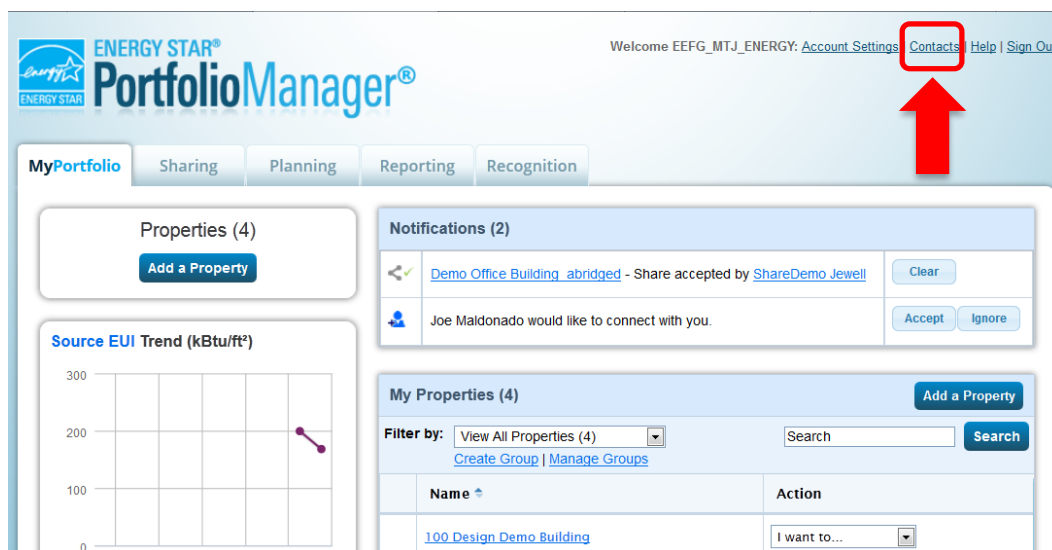 Welcome EEFG_MTJ_ENERGY: Account Settings | Contacts | Help | Sign Ou
energy
ENERGY STAR
ENERGY STAR®
PortfolioManager®
MyPortfolio
Sharing
Planning
Reporting
Recognition
Properties (4)
Add a Property
Source EUI Trend (kBtu/ft²)
300
200
100
0
Notifications (2)
Demo Office Building_abridged - Share accepted by ShareDemo Jewell
Clear
Joe Maldonado would like to connect with you.
Accept
Ignore
My Properties (4)
Add a Property
Filter by:
View All Properties (4)
Search
Search
Create Group | Manage Groups
Name
Action
100 Design Demo Building
I want to...